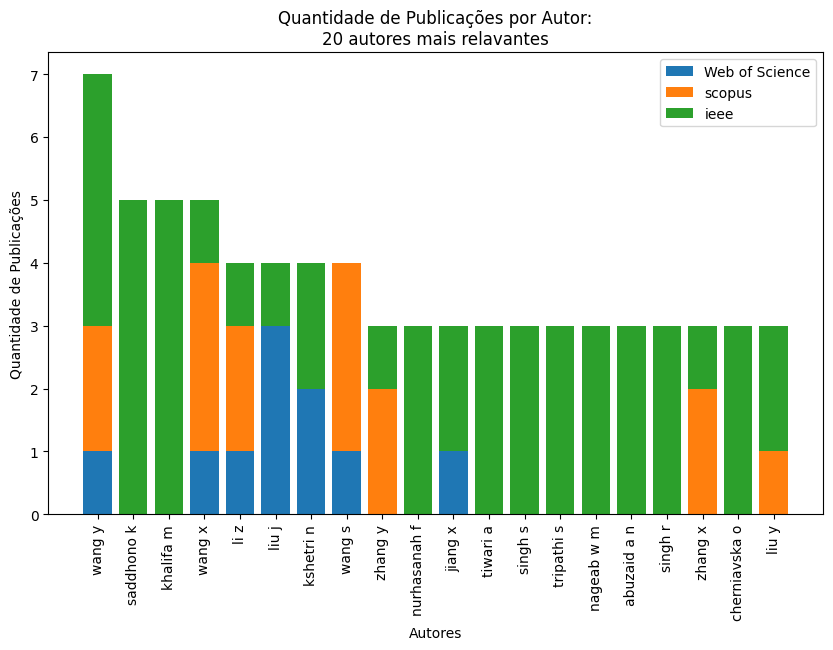 Quantidade de Publicações por Autor:
20 autores mais relavantes
Web of Science
scopus
ieee
Quantidade de Publicações
7
6
5
4
3
2
1
0
wang y
saddhono k
khalifa m
wang x
li z
liu j
kshetri n
wang s
zhang y
nurhasanah f
jiang x
tiwari a
singh s
tripathi s
nageab w m
abuzaid a n
singh r
zhang x
cherniavska o
liu y
Autores